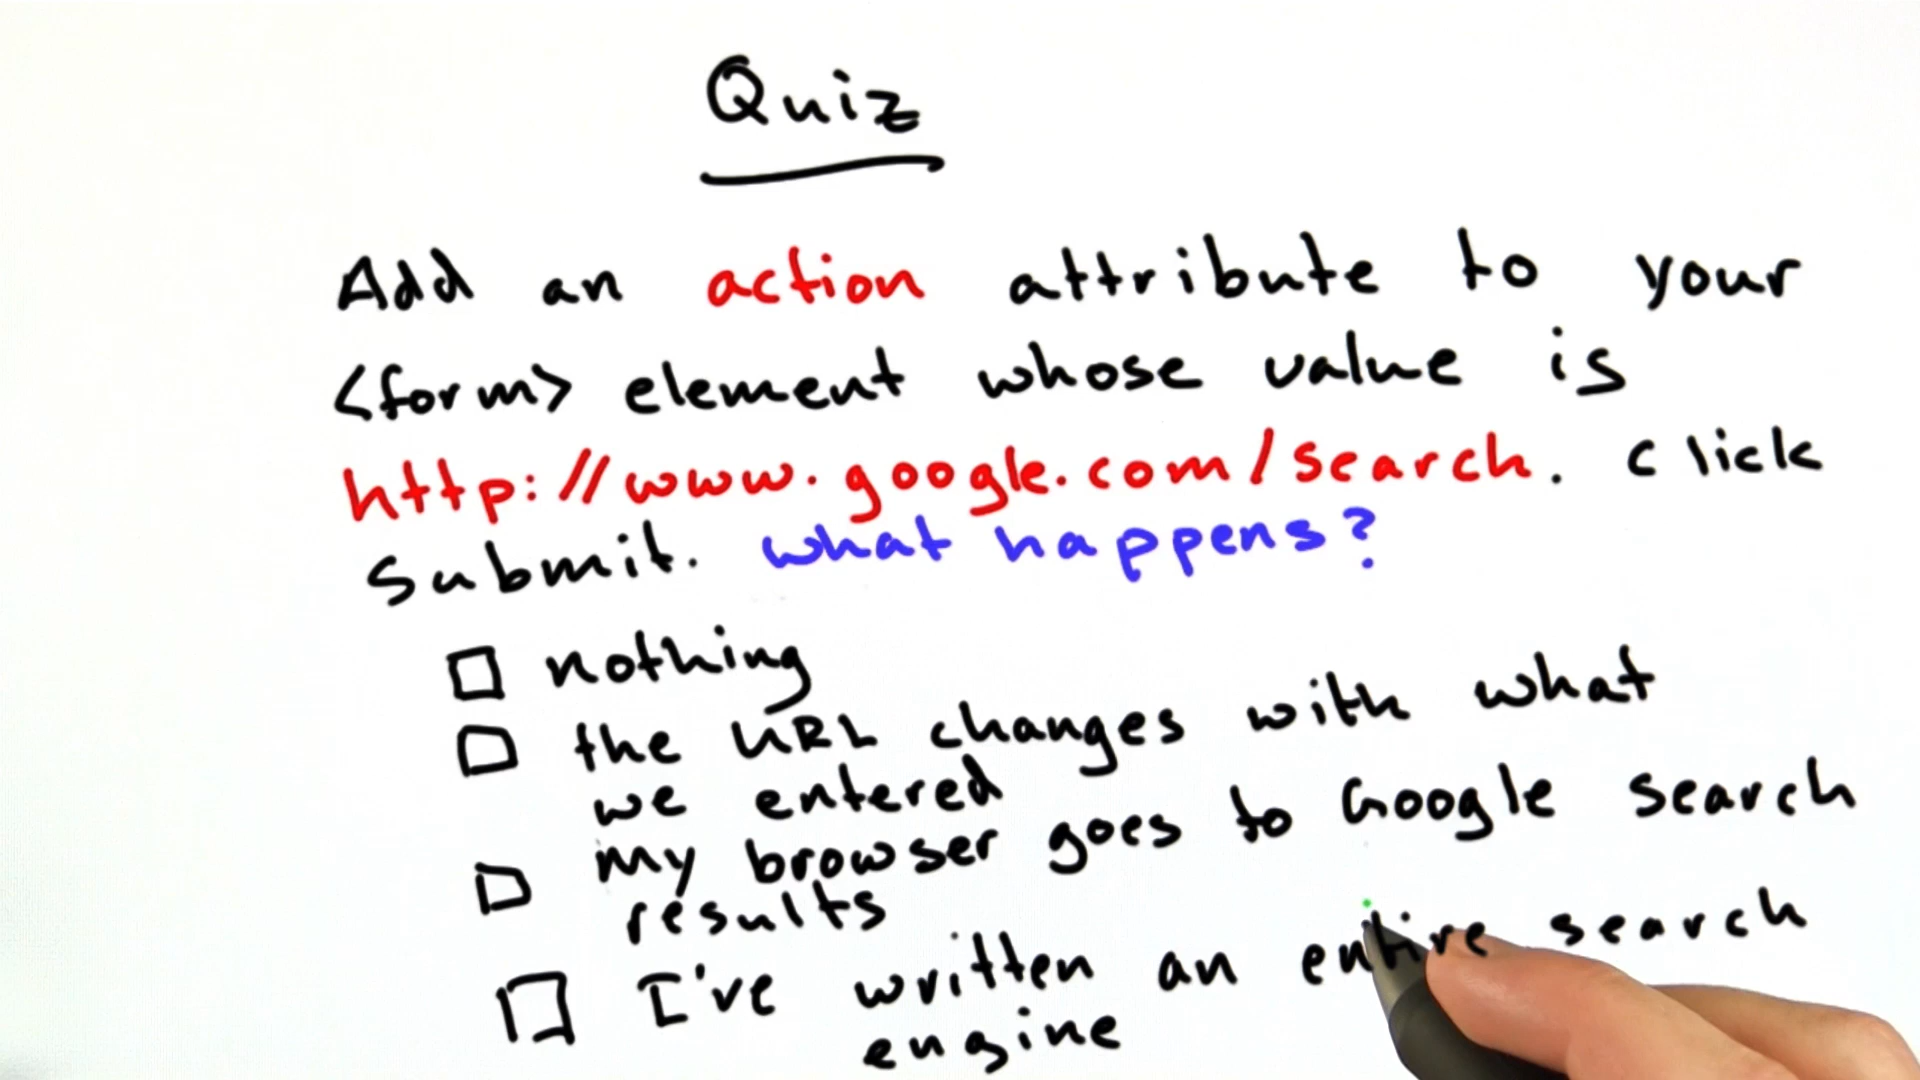 Quiz
Add an action attribute to your
<form> element whose value is
http://www.google.com/search. click
Submit. what happens?
nothing
the URL changes with what
we entered
my browser goes to Google search
results
I've written an entire search
engine